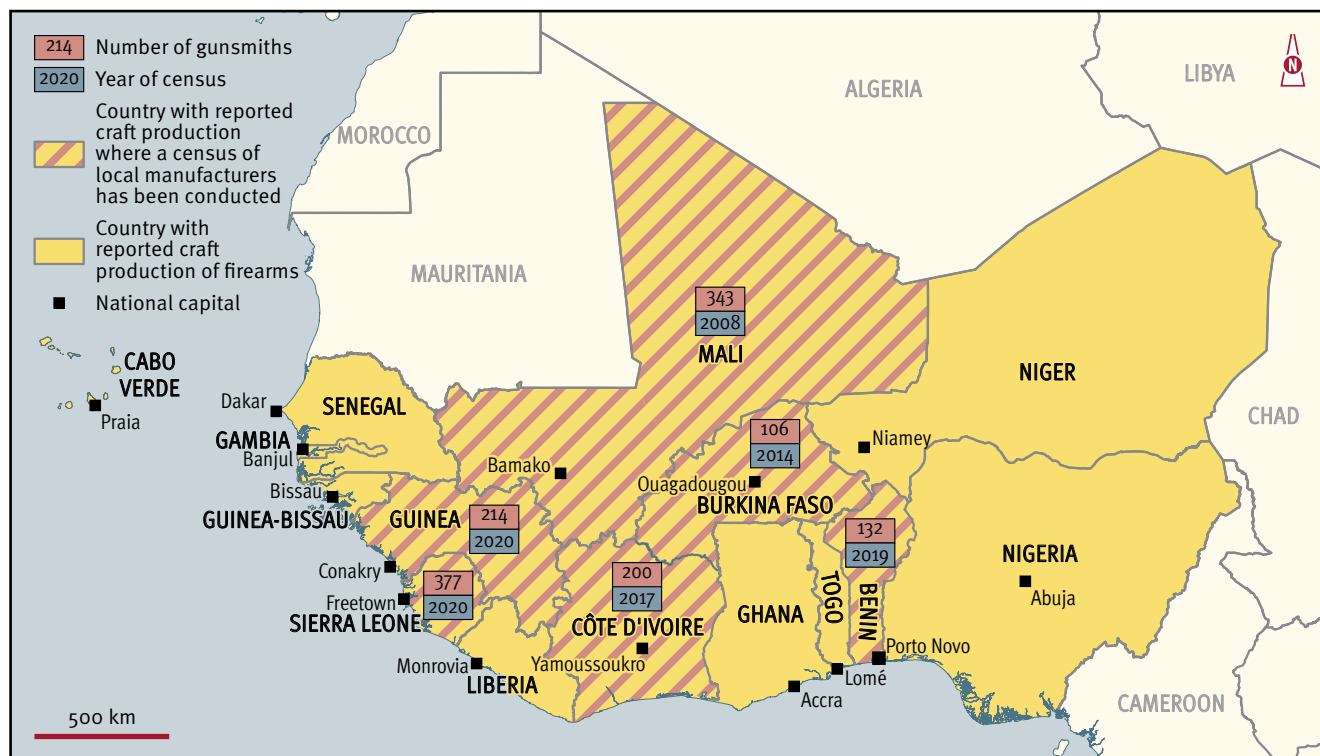 214 Number of gunsmiths
2020 Year of census
Country with reported
craft production
where a census of
local manufacturers
has been conducted
Country with
reported craft
production of firearms
National capital
N
LIBYA
ALGERIA
MOROCCO
MAURITANIA
343
2008
MALI
NIGER
CHAD
CABO
VERDE
Praia
Dakar
SENEGAL
GAMBIA
Banjul
Bissau
GUINEA-BISSAU
Bamako
106
2014
Niamey
Ouagadougou
BURKINA FASO
GUINEA
214
2020
132
2019
NIGERIA
Abuja
Conakry
377
2020
Freetown
SIERRA LEONE
200
2017
CÔTE D'IVOIRE
Yamoussoukro
GHANA
TOGO
BENIN
Porto Novo
Monrovia
LIBERIA
Lomé
Accra
CAMEROON
500 km